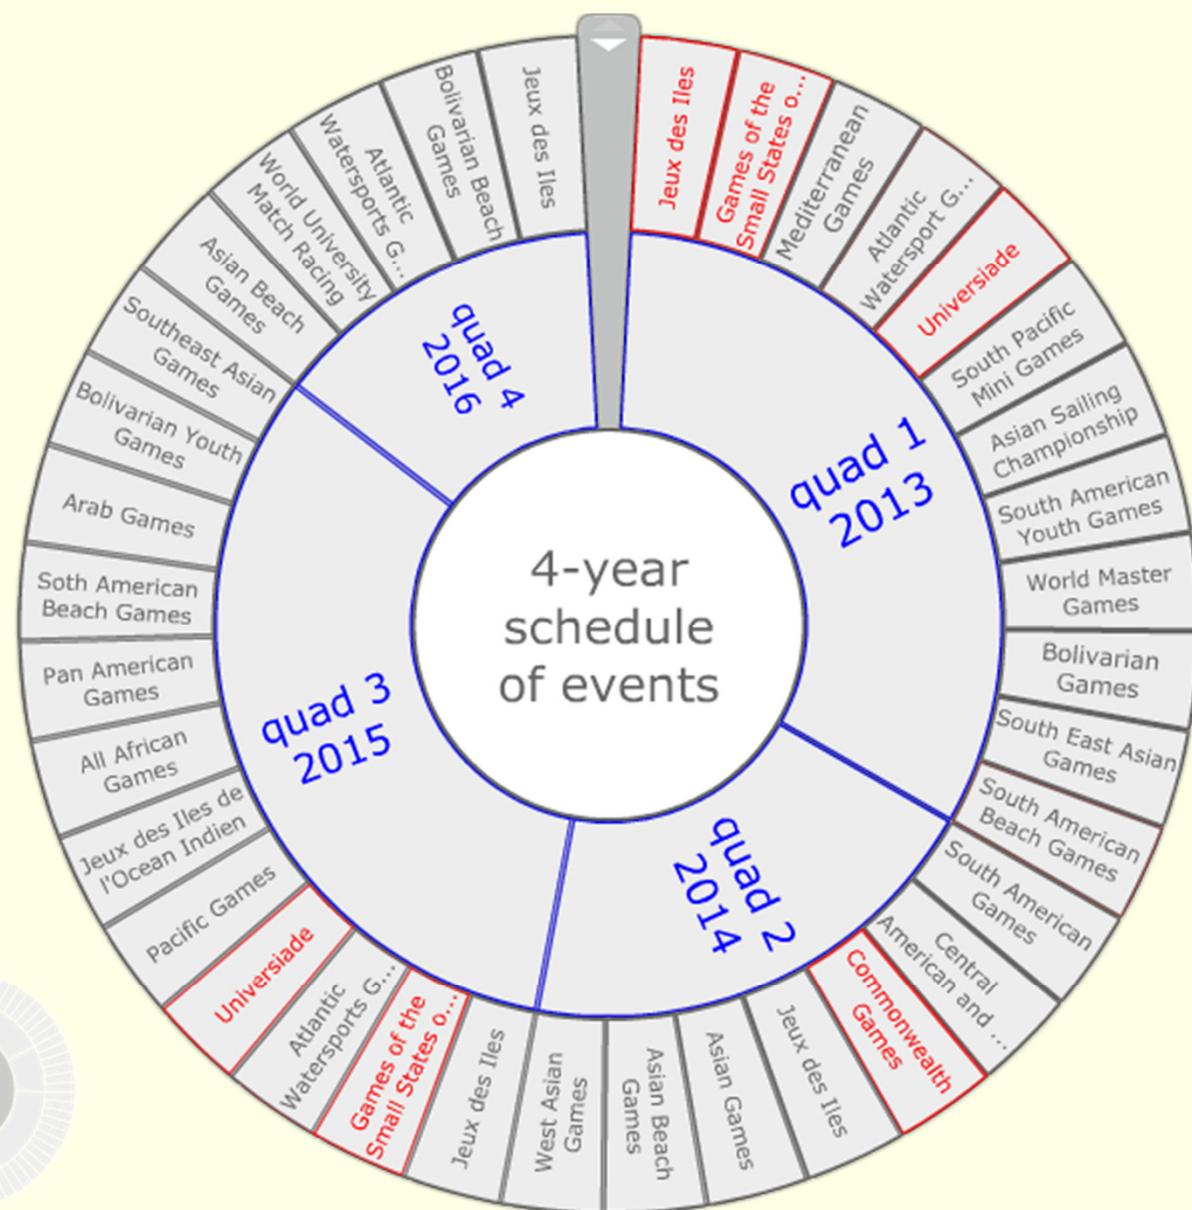 4-year
schedule
of events
quad 1
2013
Jeux des Iles
Games of the
Small States o...
Mediterranean
Games
Atlantic
Watersport G...
Universiade
South Pacific
Mini Games
Asian Sailing
Championship
South American
Youth Games
World Master
Games
Bolivarian
Games
South East Asian
Games
South American
Beach Games
quad 2
2014
South American
Games
Central
American and ...
Commonwealth
Games
Jeux des Iles
Asian Games
Asian Beach
Games
West Asian
Games
quad 3
2015
Jeux des Iles
Games of the
Small States o...
Atlantic
Watersports G...
Universiade
Pacific Games
Jeux des Iles de
l'Ocean Indien
All African
Games
Pan American
Games
Soth American
Beach Games
Arab Games
Bolivarian Youth
Games
Southeast Asian
Games
quad 4
2016
Asian Beach
Games
World University
Match Racing
Atlantic
Watersports G...
Bolivarian Beach
Games
Jeux des Iles